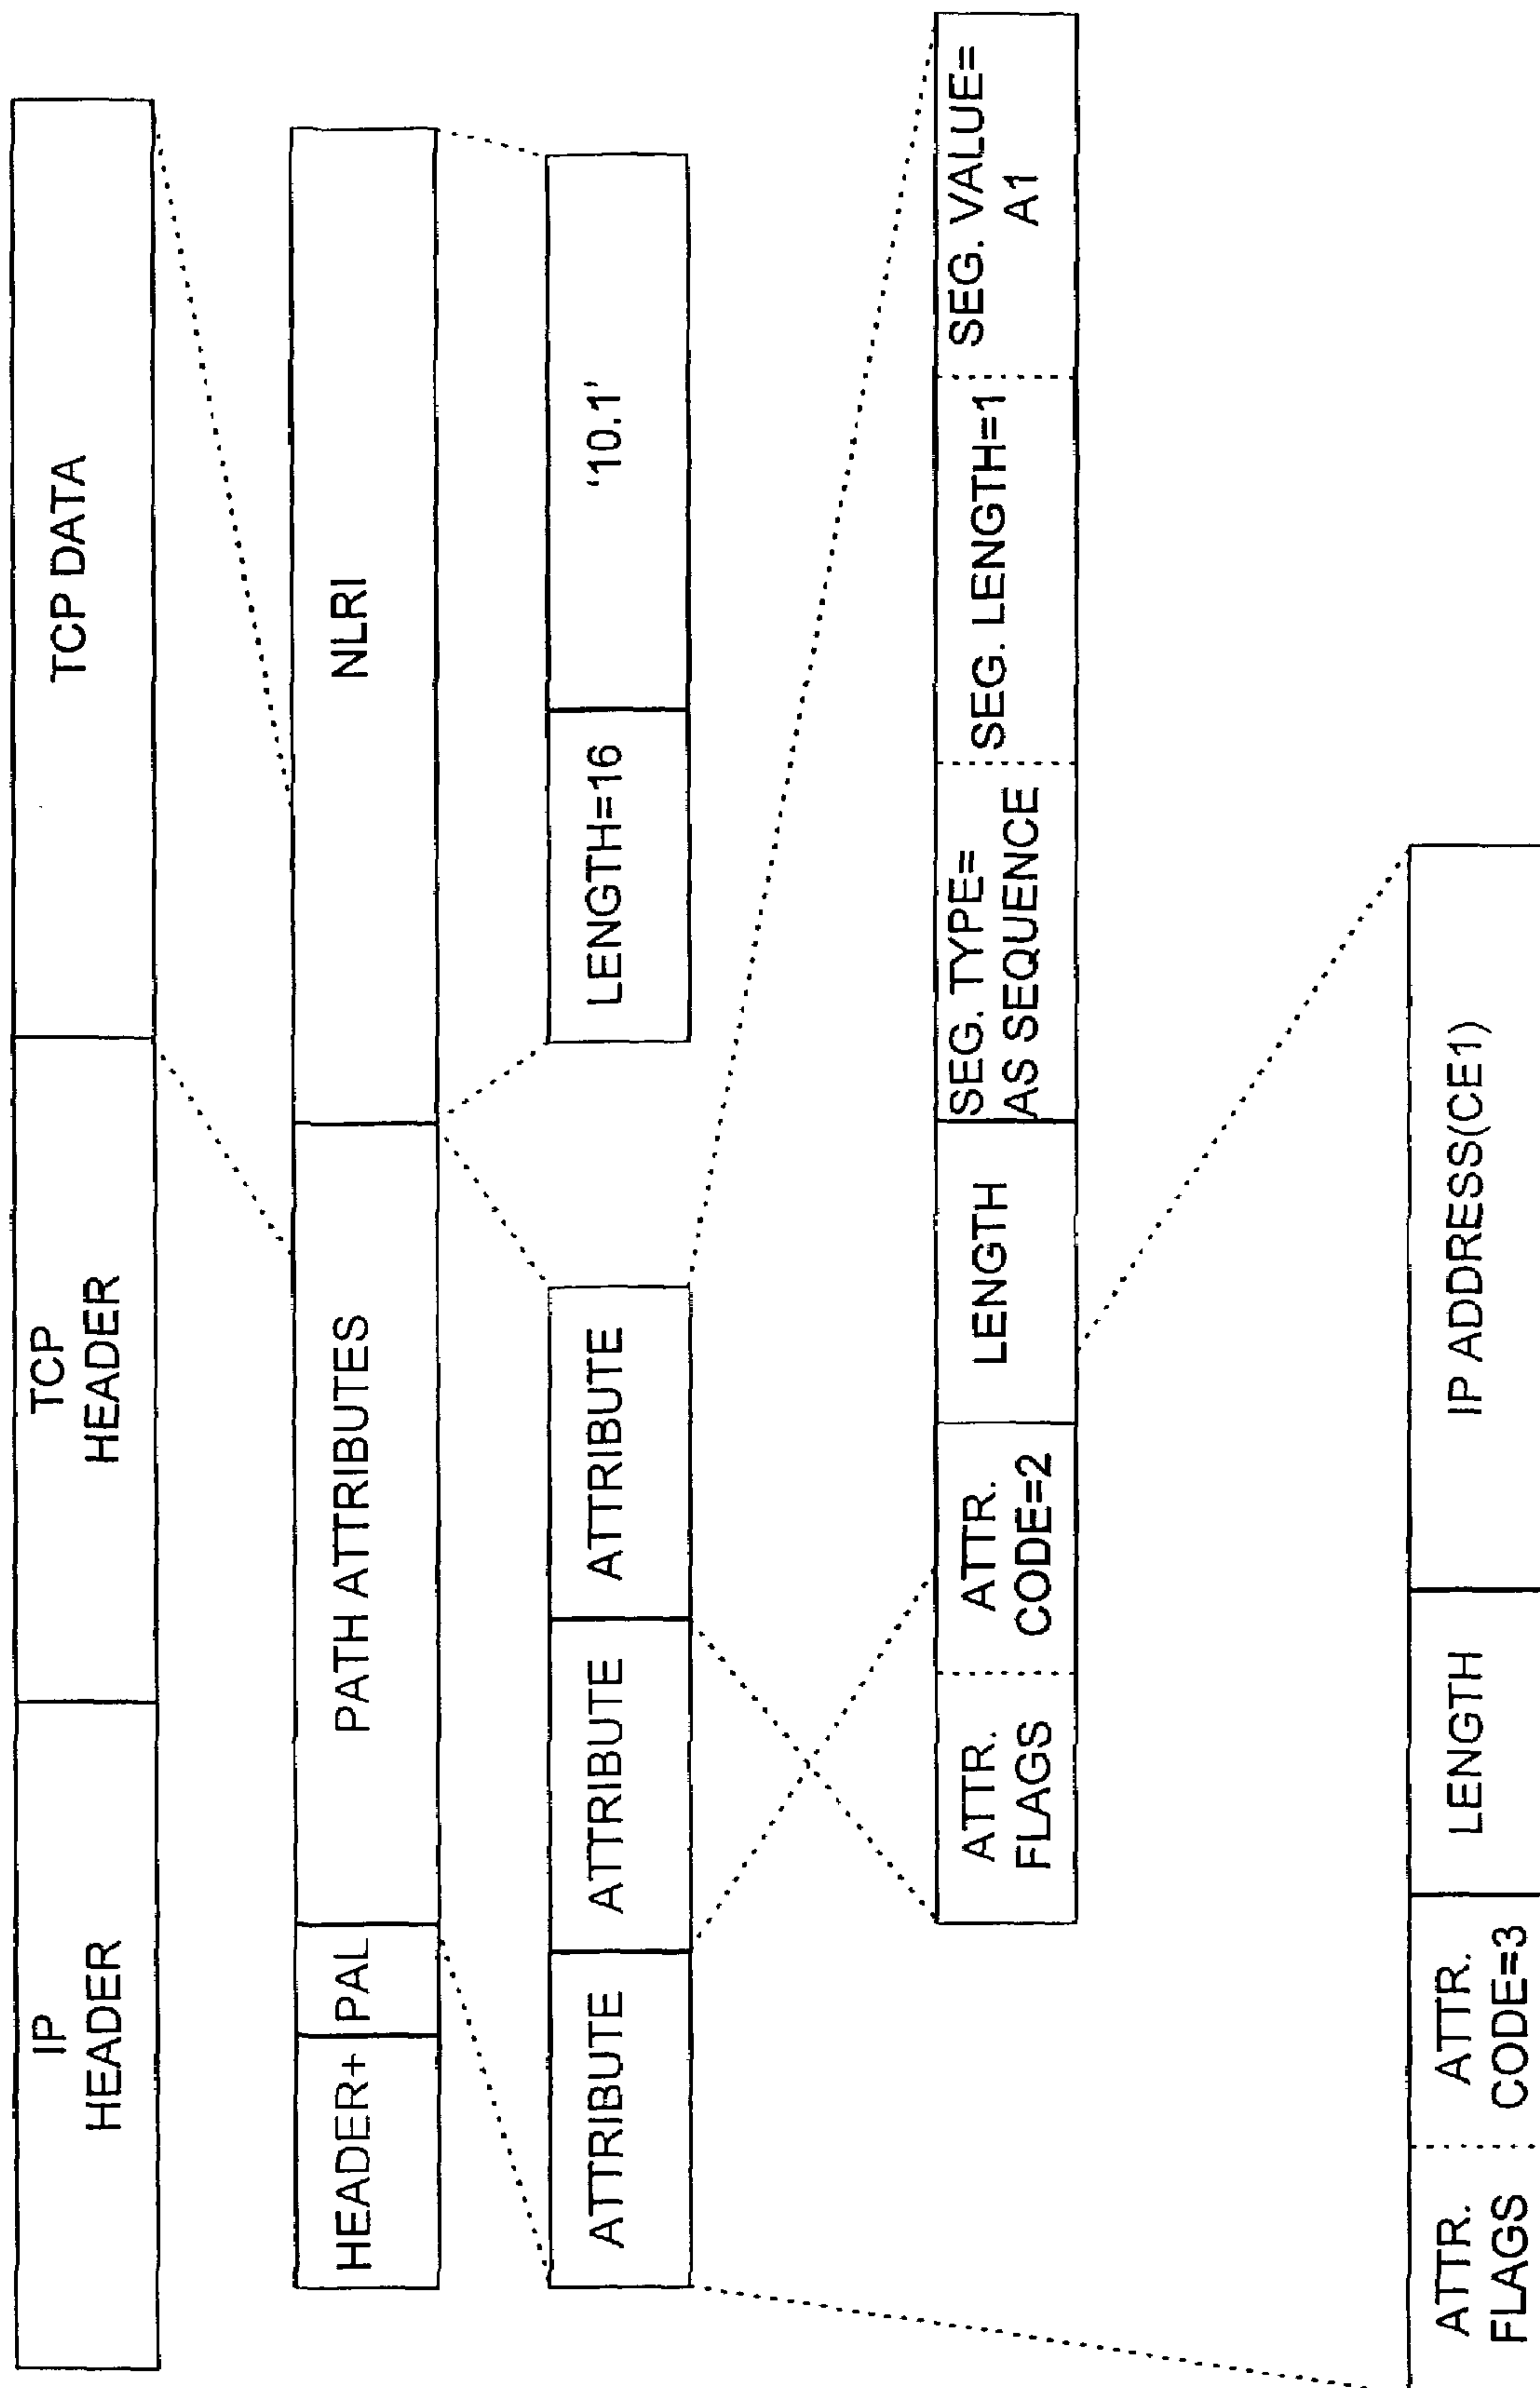 IP
HEADER
TCP
HEADER
TCP DATA
HEADER+
PAL
PATH ATTRIBUTES
NLRI
ATTRIBUTE
ATTRIBUTE
ATTRIBUTE
LENGTH=16
'10.1'
ATTR.
FLAGS
ATTR.
CODE=2
LENGTH
SEG. TYPE=
AS SEQUENCE
SEG. LENGTH=1
SEG. VALUE=
A1
ATTR.
FLAGS
ATTR.
CODE=3
LENGTH
IP ADDRESS(CE1)